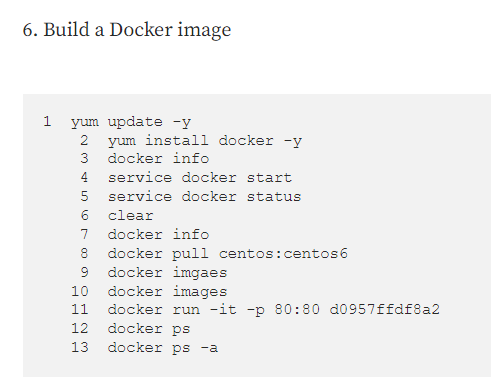 6. Build a Docker image
1 yum update -y
2 yum install docker -y
3 docker info
4 service docker start
5 service docker status
6 clear
7 docker info
8 docker pull centos:centos6
9 docker imgaes
10 docker images
11 docker run -it -p 80:80 d0957ffdf8a2
12 docker ps
13 docker ps -a